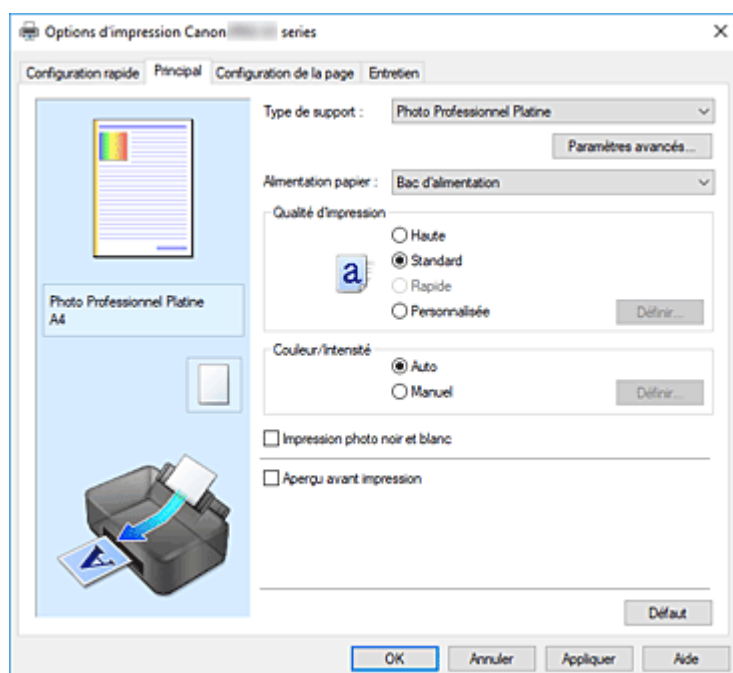 Options d'impression Canon series
Configuration rapide Principal Configuration de la page Entretien
Type de support : Photo Professionnel Platine
Paramètres avancés...
Alimentation papier : Bac d'alimentation
Qualité d'impression
Haute
a Standard
Rapide
Personnalisée Définir...
Photo Professionnel Platine
A4
Couleur/Intensité
Auto
Manuel Définir...
Impression photo noir et blanc
Aperçu avant impression
A
Défaut
OK Annuler Appliquer Aide